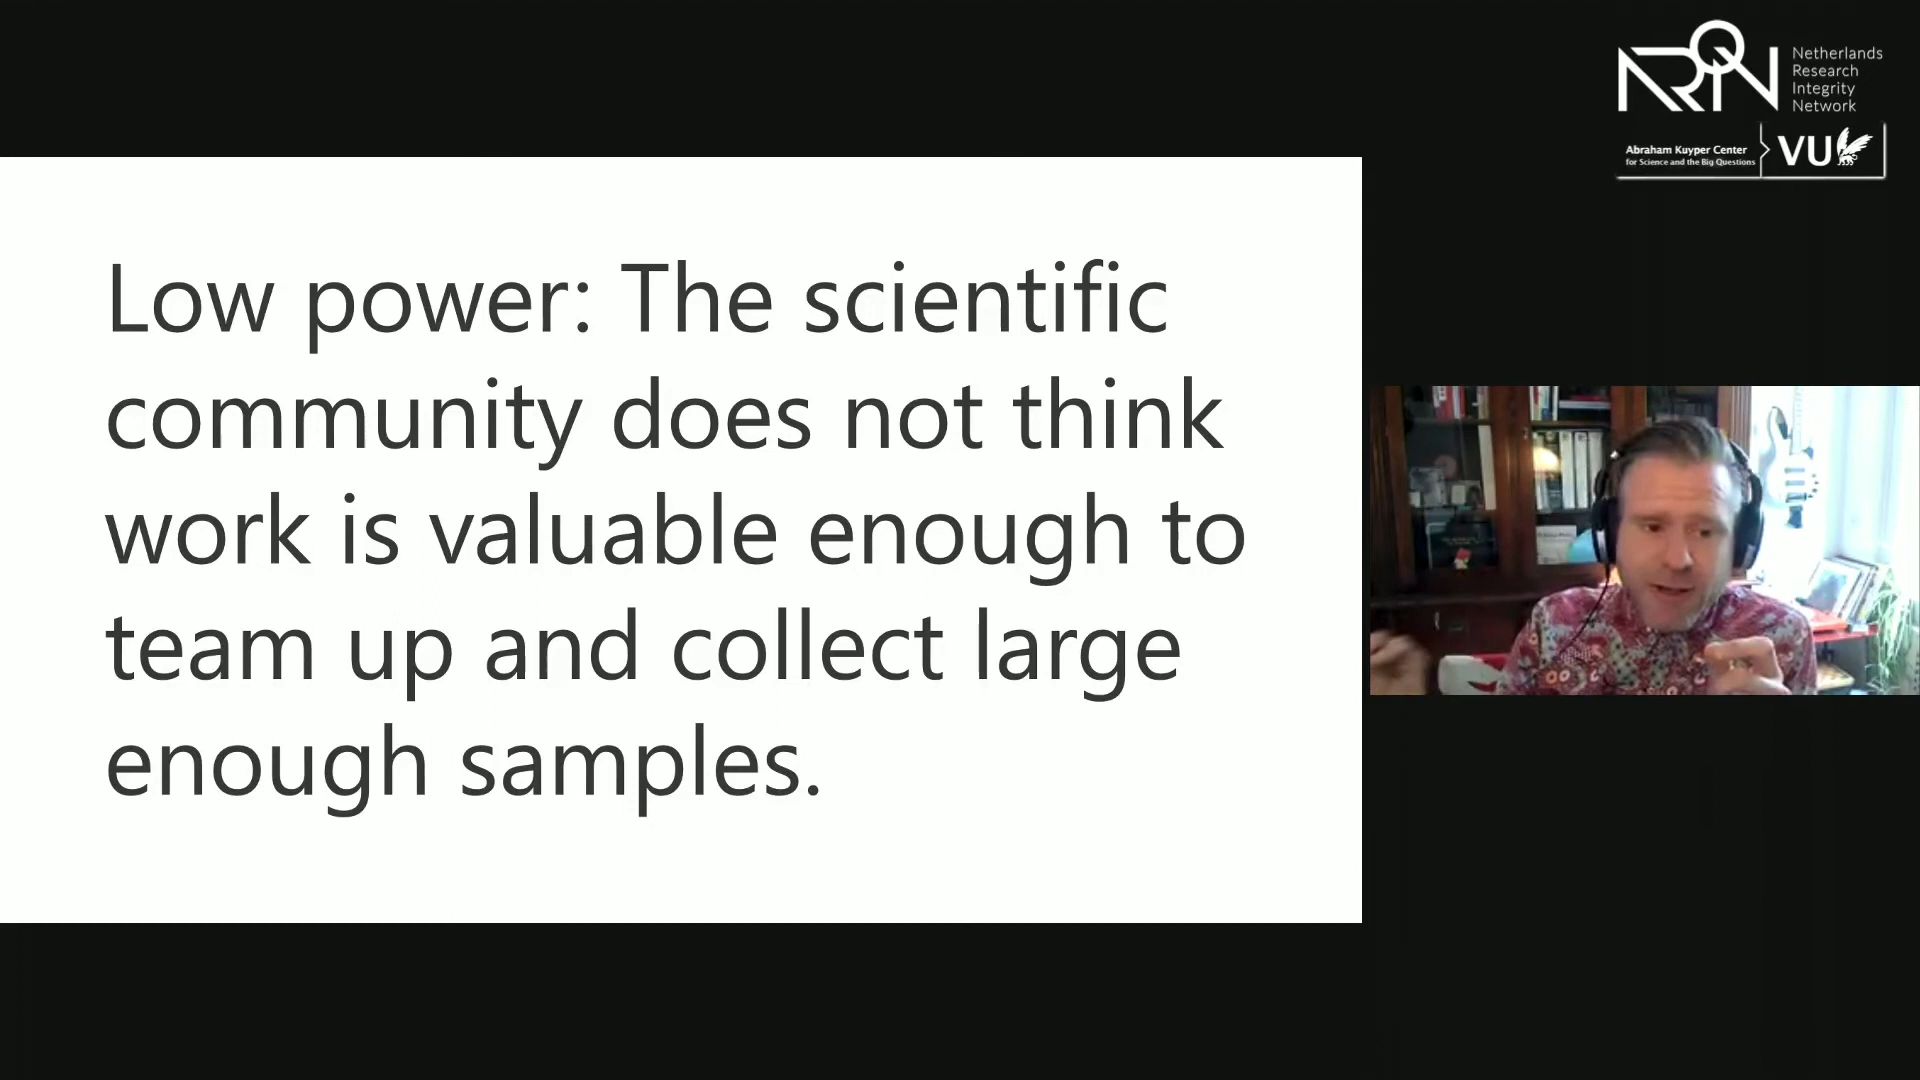 Low power: The scientific
community does not think
work is valuable enough to
team up and collect large
enough samples.
NRIN
Netherlands
Research
Integrity
Network
Abraham Kuyper Center
for Science and the Big Questions
VU